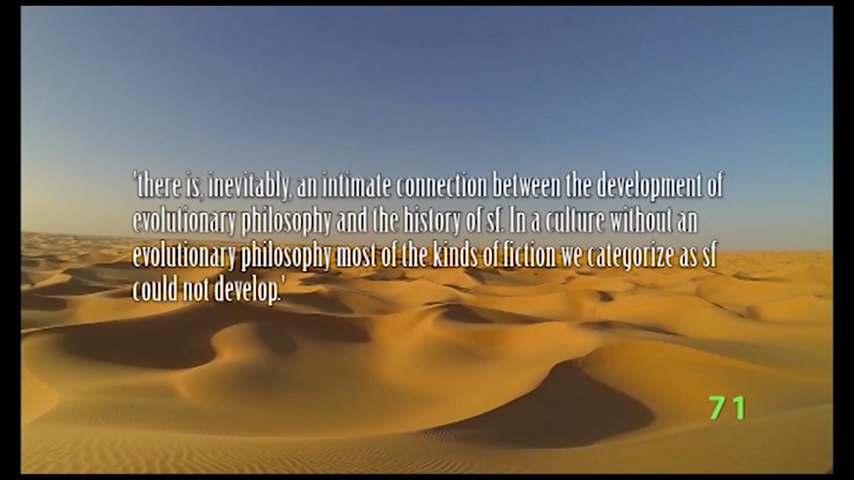 'there is, inevitably, an intimate connection between the development of
evolutionary philosophy and the history of sf. In a culture without an
evolutionary philosophy most of the kinds of fiction we categorize as sf
could not develop.'
71